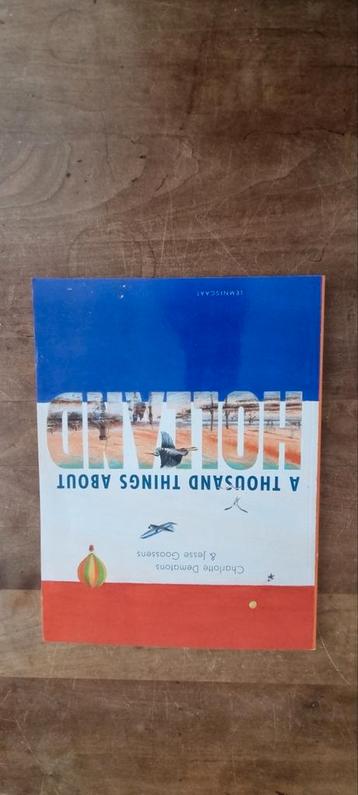 Charlotte Dematons
& Jesse Goossens
A THOUSAND THINGS ABOUT
HOLLAND
LEMNISCAAT